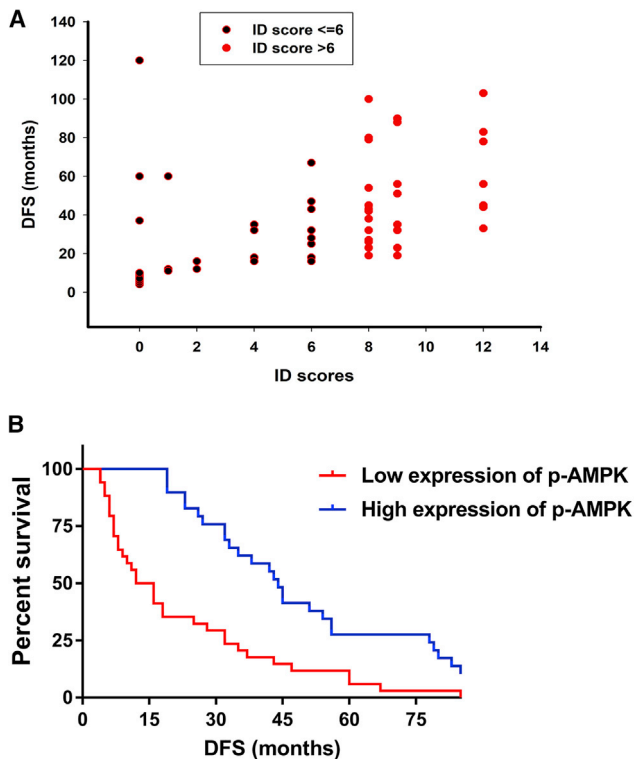 A
ID score <=6
ID score >6
140
120
100
80
60
40
20
0
DFS (months)
0 2 4 6 8 10 12 14
ID scores
B
Low expression of p-AMPK
High expression of p-AMPK
100
75
50
25
0
Percent survival
0 15 30 45 60 75
DFS (months)